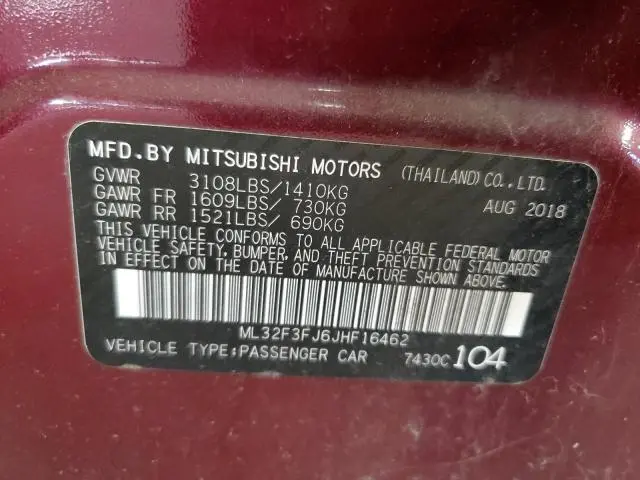 MFD.BY MITSUBISHI MOTORS (THAILAND) CO.,LTD.
GVWR 3108LBS/1410KG
GAWR FR 1609LBS/ 730KG AUG 2018
GAWR RR 1521LBS/ 690KG
THIS VEHICLE CONFORMS TO ALL APPLICABLE FEDERAL MOTOR
VEHICLE SAFETY, BUMPER, AND THEFT PREVENTION STANDARDS
IN EFFECT ON THE DATE OF MANUFACTURE SHOWN ABOVE.
ML32F3FJ6JHF16462
VEHICLE TYPE:PASSENGER CAR 7430C 104